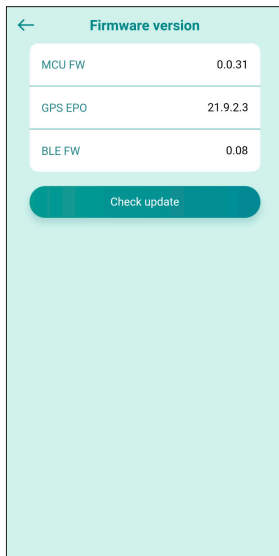 Firmware version
MCU FW 0.0.31
GPS EPO 21.9.2.3
BLE FW 0.08
Check update